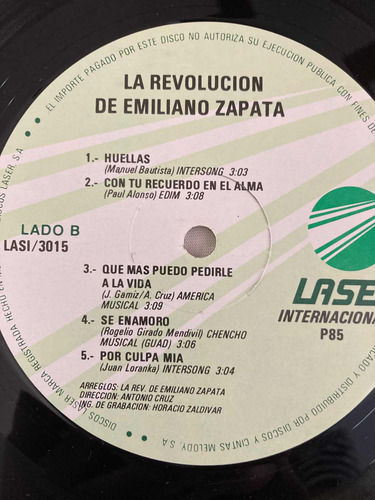 EL IMPORTE PAGADO POR ESTE DISCO NO AUTORIZA SU EJECUCION PUBLICA CON FINES DE
LA REVOLUCION
DE EMILIANO ZAPATA
1.- HUELLAS
(Manuel Bautista) INTERSONG 3:03
2.- CON TU RECUERDO EN EL ALMA
(Paul Alonso) EDIM 3:08
LADO B
LASI/3015
3.- QUE MAS PUEDO PEDIRLE
A LA VIDA
(J. Gamiz/A. Cruz) AMERICA
MUSICAL 3:09
4.- SE ENAMORO
(Rogelio Girado Mendivil) CHENCHO
MUSICAL (GUAD) 3:06
5.- POR CULPA MIA
(Juan Loranka) INTERSONG 3:04
ARREGLOS: LA REV. DE EMILIANO ZAPATA
DIRECCION: ANTONIO CRUZ
ING. DE GRABACION: HORACIO ZALDIVAR
LASE
INTERNACIONA
P85
DISCOS LASER MARCA REGISTRADA HECHO EN
DISCOS LASER, S.A.
CADO Y DISTRIBUIDO POR DISCOS Y CINTAS MELODY, S.A.